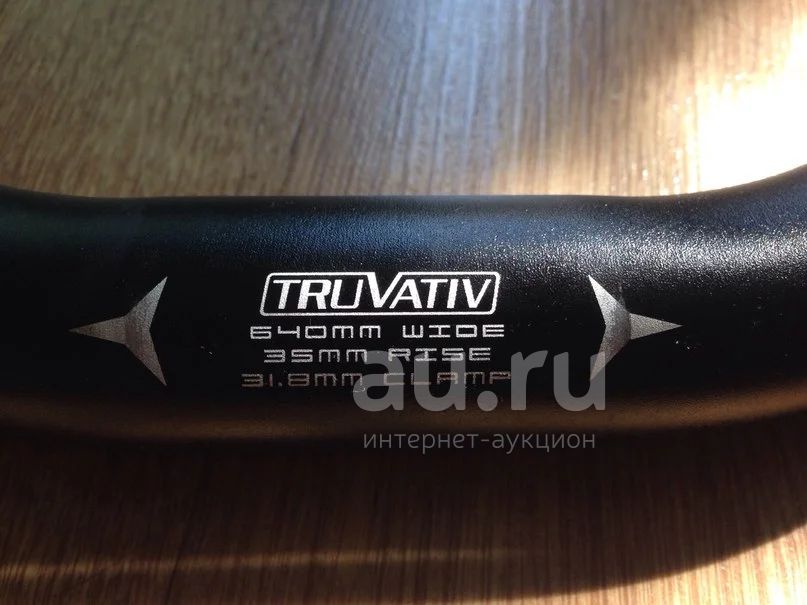 TRUVATIV
640MM WIDE
35MM RISE
31.8MM CLAMP
au.ru
интернет-аукцион